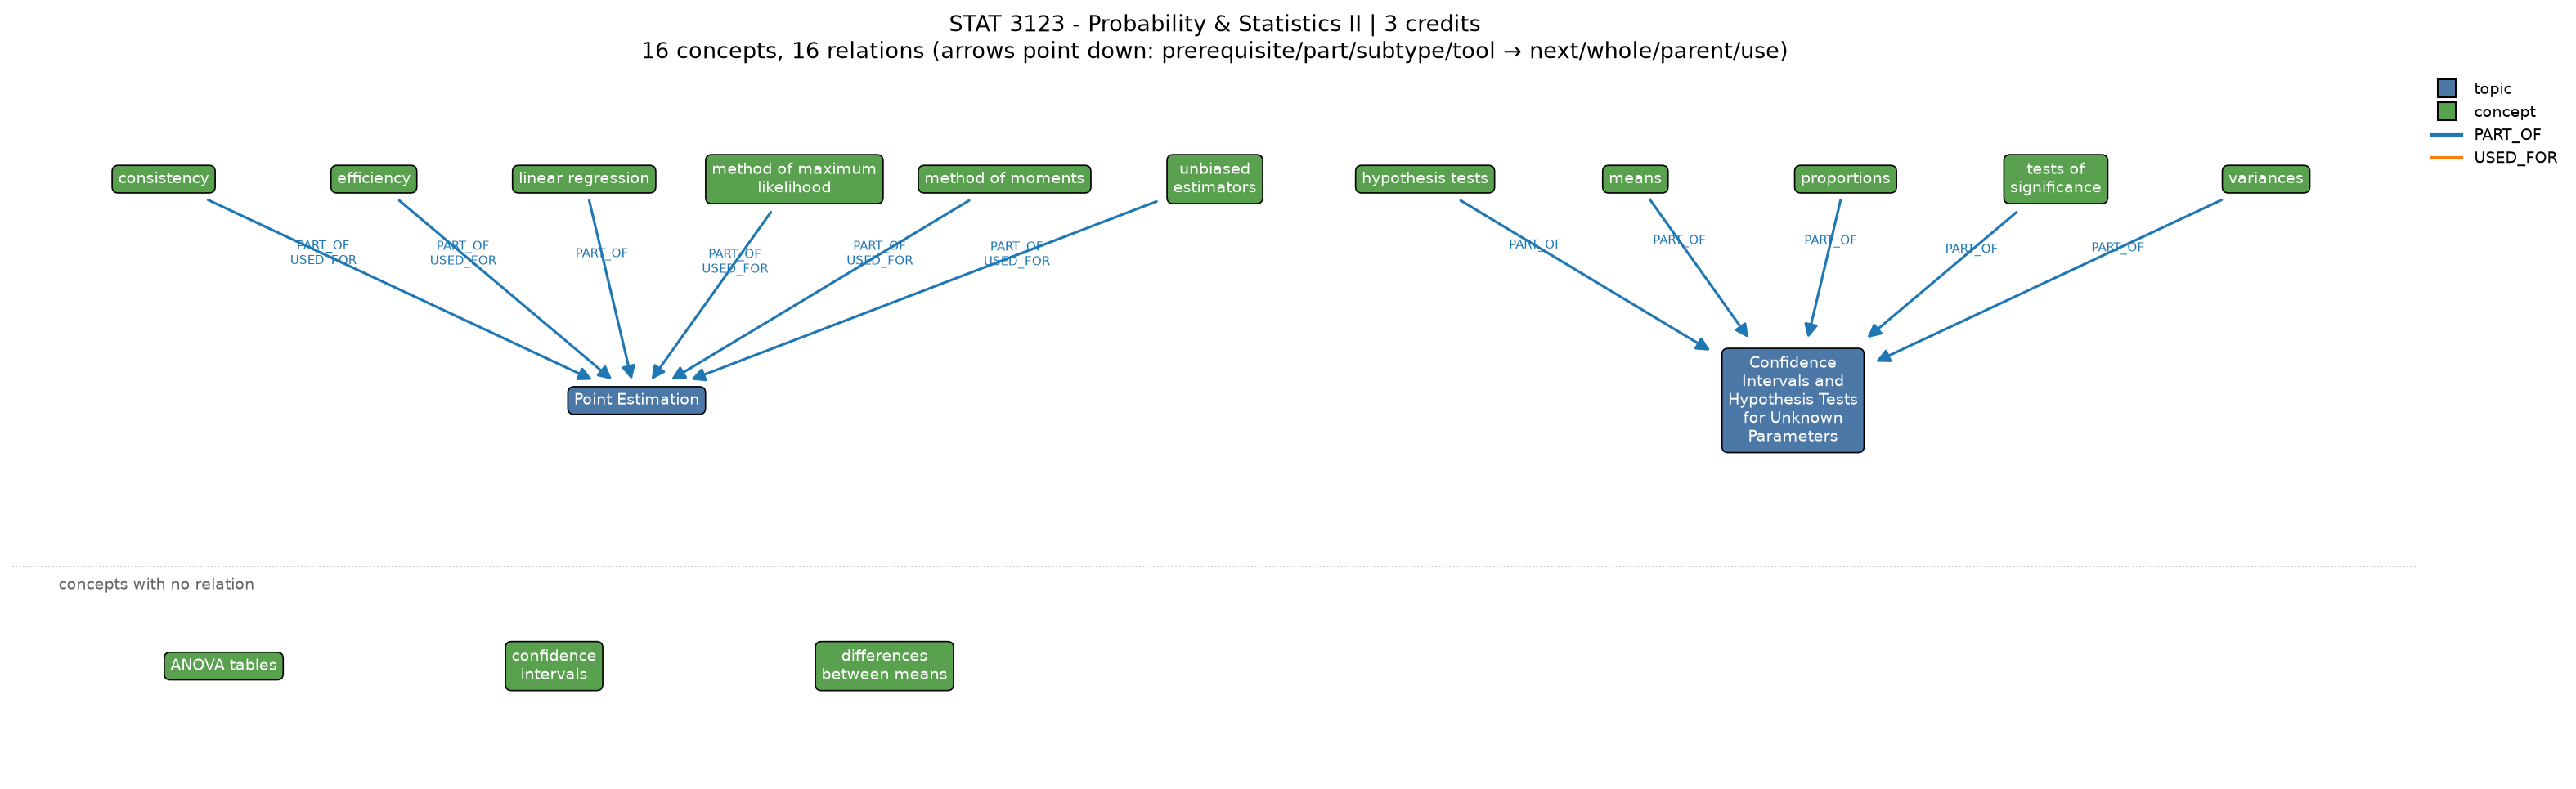 STAT 3123 - Probability & Statistics II | 3 credits
16 concepts, 16 relations (arrows point down: prerequisite/part/subtype/tool → next/whole/parent/use)
topic
concept
PART_OF
USED_FOR
consistency
efficiency
linear regression
method of maximum
likelihood
method of moments
unbiased
estimators
hypothesis tests
means
proportions
tests of
significance
variances
PART_OF
USED_FOR
PART_OF
USED_FOR
PART_OF
PART_OF
USED_FOR
PART_OF
USED_FOR
PART_OF
USED_FOR
PART_OF
PART_OF
PART_OF
PART_OF
PART_OF
Point Estimation
Confidence
Intervals and
Hypothesis Tests
for Unknown
Parameters
concepts with no relation
ANOVA tables
confidence
intervals
differences
between means